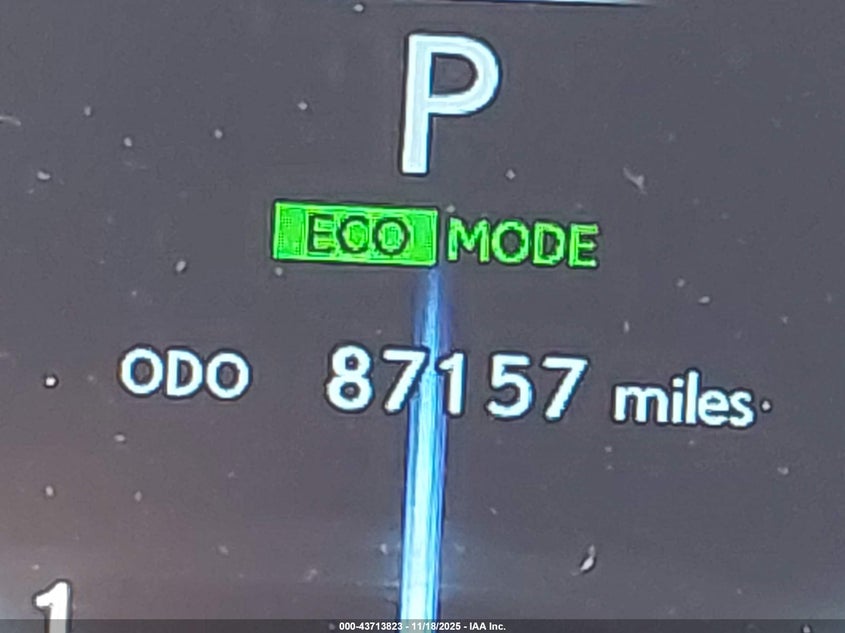 P
ECO MODE
ODO 87157 miles
1
000-43713823 - 11/18/2025 - IAA Inc.